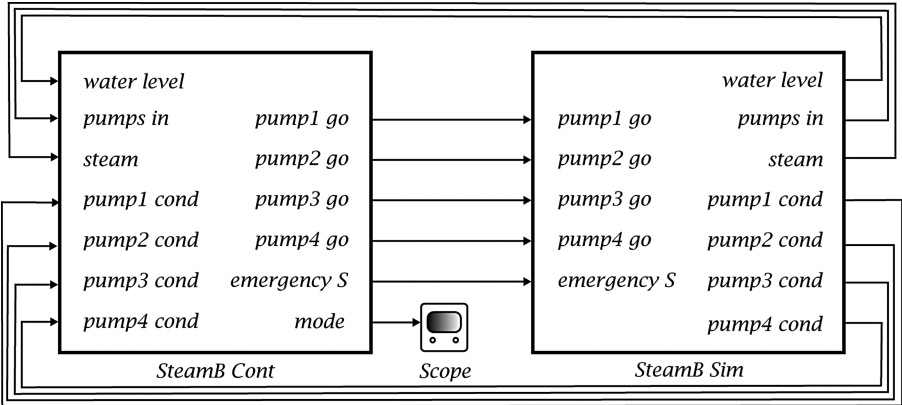 water level
pumps in
steam
pump1 cond
pump2 cond
pump3 cond
pump4 cond
pump1 go
pump2 go
pump3 go
pump4 go
emergency S
mode
SteamB Cont
Scope
pump1 go
pump2 go
pump3 go
pump4 go
emergency S
water level
pumps in
steam
pump1 cond
pump2 cond
pump3 cond
pump4 cond
SteamB Sim